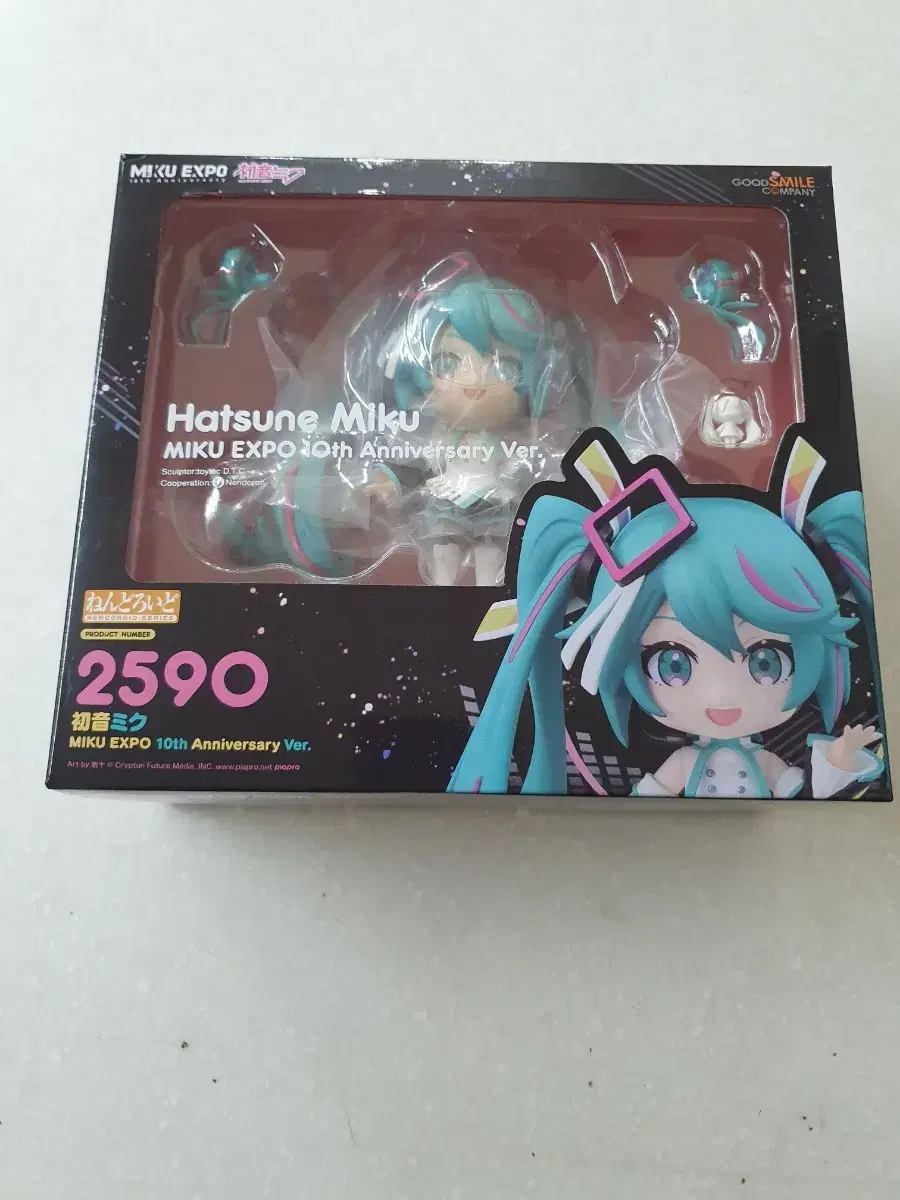 MIKU EXPO 初音ミク
10th ANNIVERSARY
GOOD SMILE
COMPANY
Hatsune Miku
MIKU EXPO 10th Anniversary Ver.
Sculptor:toytec D.T.C
Cooperation: Nendoron
ねんどろいど
NENDOROID SERIES
PRODUCT NUMBER
2590
初音ミク
MIKU EXPO 10th Anniversary Ver.
Art by 若十 © Crypton Future Media, INC. www.piapro.net piapro